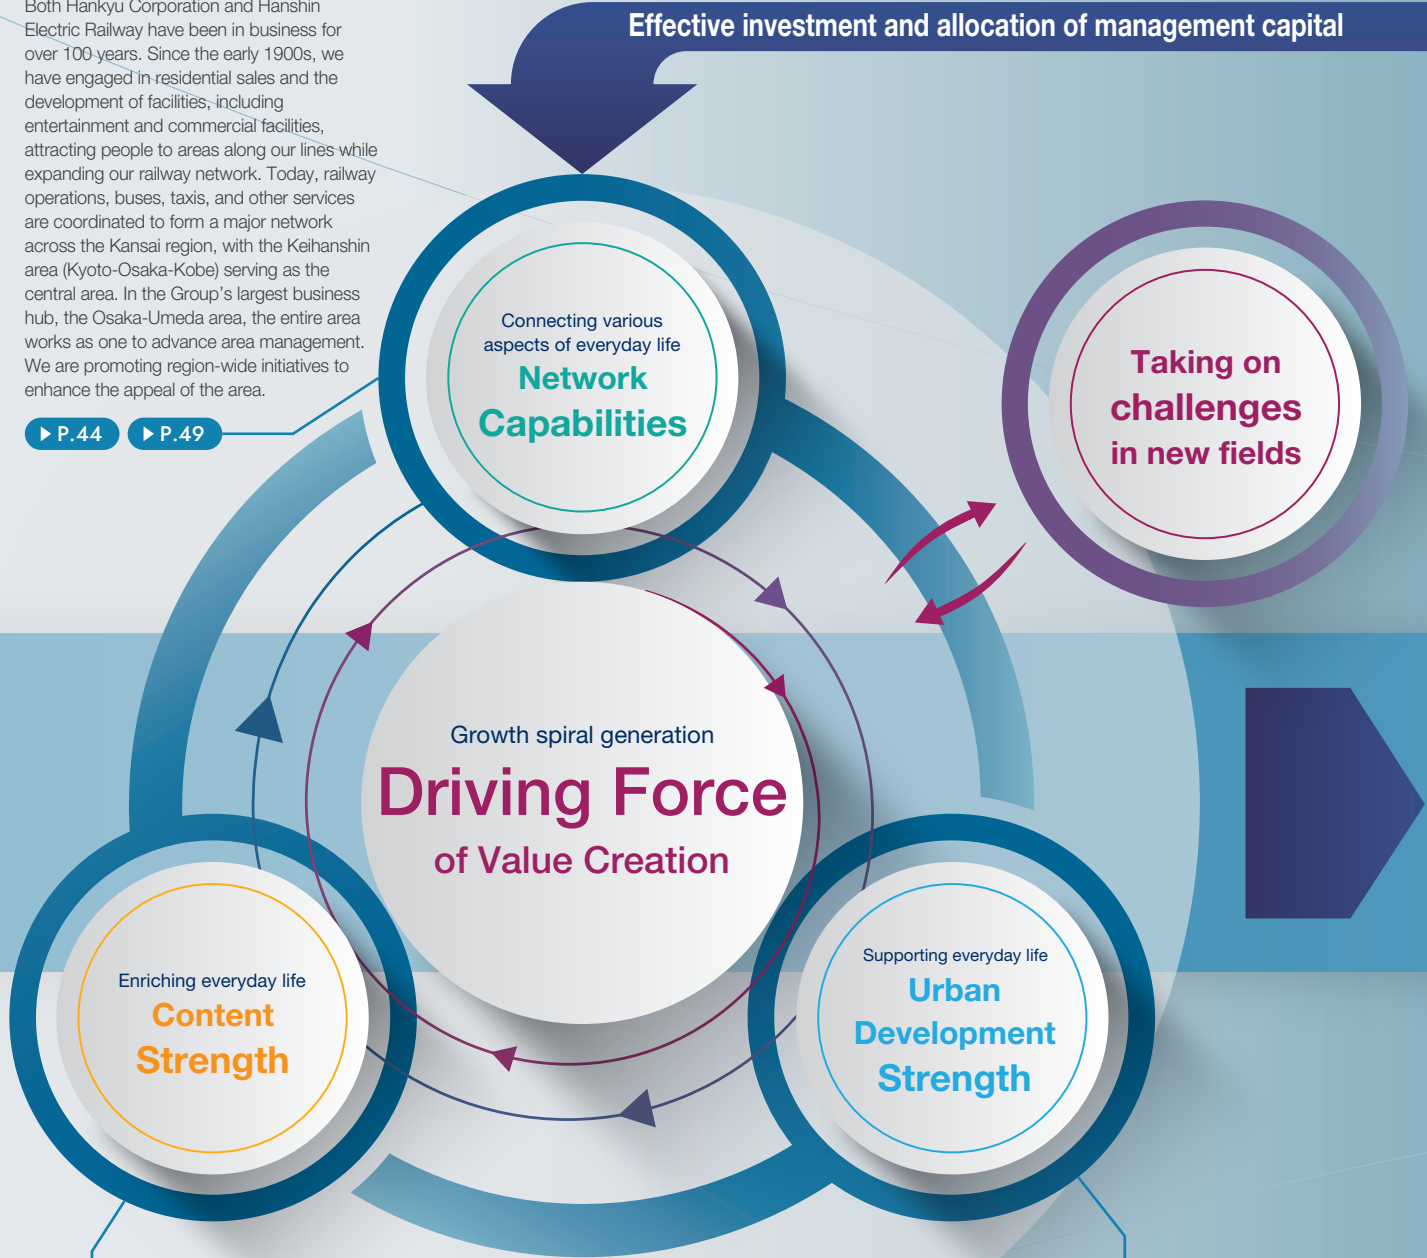 Both Hankyu Corporation and Hanshin
Electric Railway have been in business for
over 100 years. Since the early 1900s, we
have engaged in residential sales and the
development of facilities, including
entertainment and commercial facilities,
attracting people to areas along our lines while
expanding our railway network. Today, railway
operations, buses, taxis, and other services
are coordinated to form a major network
across the Kansai region, with the Keihanshin
area (Kyoto-Osaka-Kobe) serving as the
central area. In the Group's largest business
hub, the Osaka-Umeda area, the entire area
works as one to advance area management.
We are promoting region-wide initiatives to
enhance the appeal of the area.
P.44 P.49
Effective investment and allocation of management capital
Connecting various
aspects of everyday life
Network
Capabilities
Taking on
challenges
in new fields
Growth spiral generation
Driving Force
of Value Creation
Enriching everyday life
Content
Strength
Supporting everyday life
Urban
Development
Strength